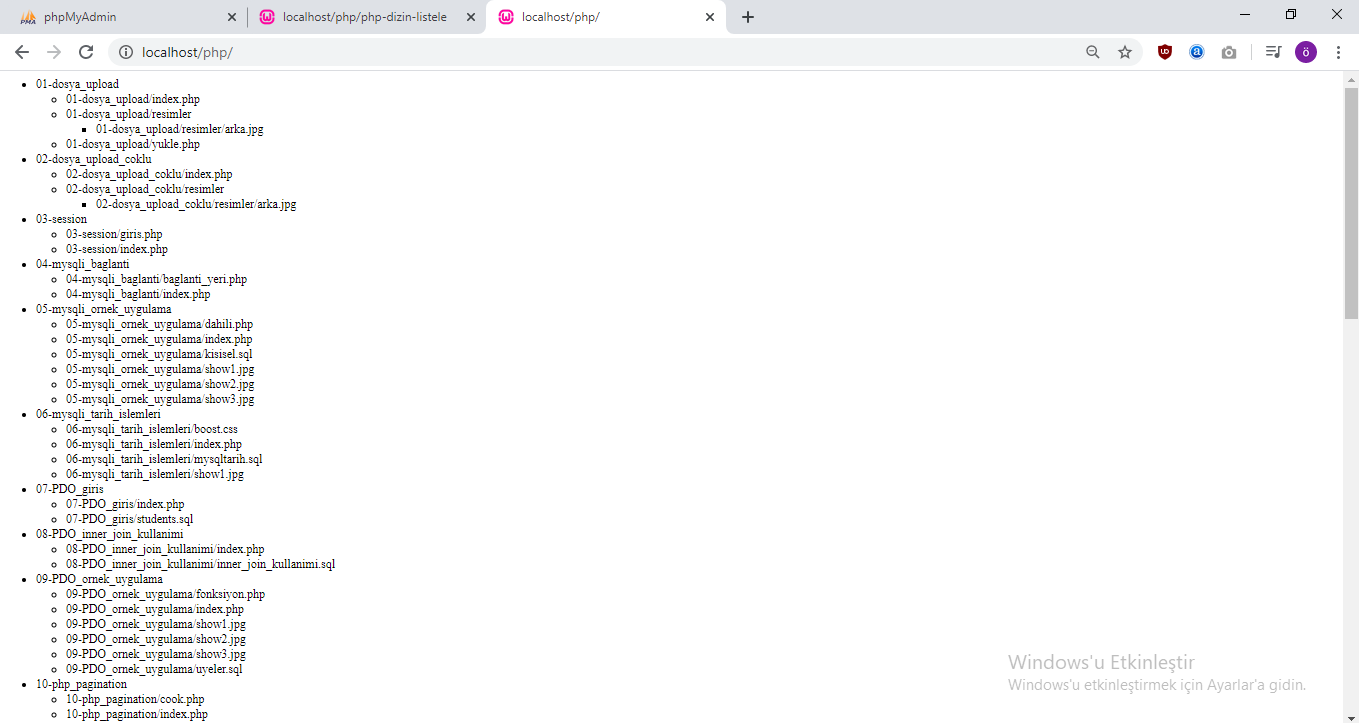 phpMyAdmin
localhost/php/php-dizin-listele
localhost/php/
localhost/php/
ö
01-dosya_upload
01-dosya_upload/index.php
01-dosya_upload/resimler
01-dosya_upload/resimler/arka.jpg
01-dosya_upload/yukle.php
02-dosya_upload_coklu
02-dosya_upload_coklu/index.php
02-dosya_upload_coklu/resimler
02-dosya_upload_coklu/resimler/arka.jpg
03-session
03-session/giris.php
03-session/index.php
04-mysqli_baglanti
04-mysqli_baglanti/baglanti_yeri.php
04-mysqli_baglanti/index.php
05-mysqli_ornek_uygulama
05-mysqli_ornek_uygulama/dahili.php
05-mysqli_ornek_uygulama/index.php
05-mysqli_ornek_uygulama/kisisel.sql
05-mysqli_ornek_uygulama/show1.jpg
05-mysqli_ornek_uygulama/show2.jpg
05-mysqli_ornek_uygulama/show3.jpg
06-mysqli_tarih_islemleri
06-mysqli_tarih_islemleri/boost.css
06-mysqli_tarih_islemleri/index.php
06-mysqli_tarih_islemleri/mysqltarih.sql
06-mysqli_tarih_islemleri/show1.jpg
07-PDO_giris
07-PDO_giris/index.php
07-PDO_giris/students.sql
08-PDO_inner_join_kullanimi
08-PDO_inner_join_kullanimi/index.php
08-PDO_inner_join_kullanimi/inner_join_kullanimi.sql
09-PDO_ornek_uygulama
09-PDO_ornek_uygulama/fonksiyon.php
09-PDO_ornek_uygulama/index.php
09-PDO_ornek_uygulama/show1.jpg
09-PDO_ornek_uygulama/show2.jpg
09-PDO_ornek_uygulama/show3.jpg
09-PDO_ornek_uygulama/uyeler.sql
10-php_pagination
10-php_pagination/cook.php
10-php_pagination/index.php
Windows'u Etkinleştir
Windows'u etkinleştirmek için Ayarlar'a gidin.